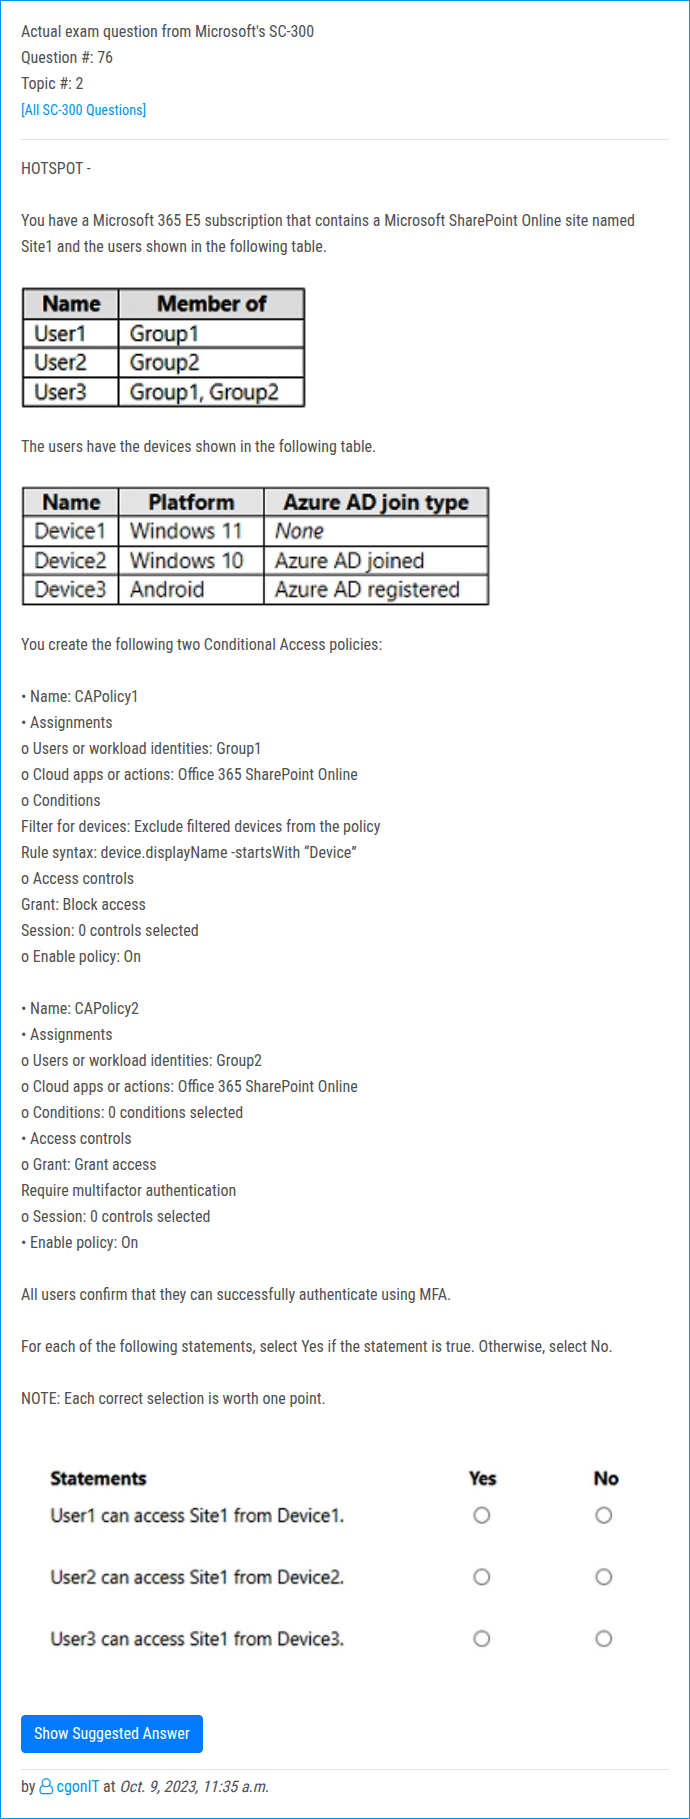 Actual exam question from Microsoft's SC-300
Question #: 76
Topic #: 2
[All SC-300 Questions]
HOTSPOT -
You have a Microsoft 365 E5 subscription that contains a Microsoft SharePoint Online site named
Site1 and the users shown in the following table.
Name Member of
User1 Group1
User2 Group2
User3 Group1, Group2
The users have the devices shown in the following table.
Name Platform Azure AD join type
Device1 Windows 11 None
Device2 Windows 10 Azure AD joined
Device3 Android Azure AD registered
You create the following two Conditional Access policies:
• Name: CAPolicy1
• Assignments
o Users or workload identities: Group1
o Cloud apps or actions: Office 365 SharePoint Online
o Conditions
Filter for devices: Exclude filtered devices from the policy
Rule syntax: device.displayName -startsWith “Device”
o Access controls
Grant: Block access
Session: 0 controls selected
o Enable policy: On
• Name: CAPolicy2
• Assignments
o Users or workload identities: Group2
o Cloud apps or actions: Office 365 SharePoint Online
o Conditions: 0 conditions selected
• Access controls
o Grant: Grant access
Require multifactor authentication
o Session: 0 controls selected
• Enable policy: On
All users confirm that they can successfully authenticate using MFA.
For each of the following statements, select Yes if the statement is true. Otherwise, select No.
NOTE: Each correct selection is worth one point.
Statements Yes No
User1 can access Site1 from Device1.
User2 can access Site1 from Device2.
User3 can access Site1 from Device3.
Show Suggested Answer
by cgonIT at Oct. 9, 2023, 11:35 a.m.